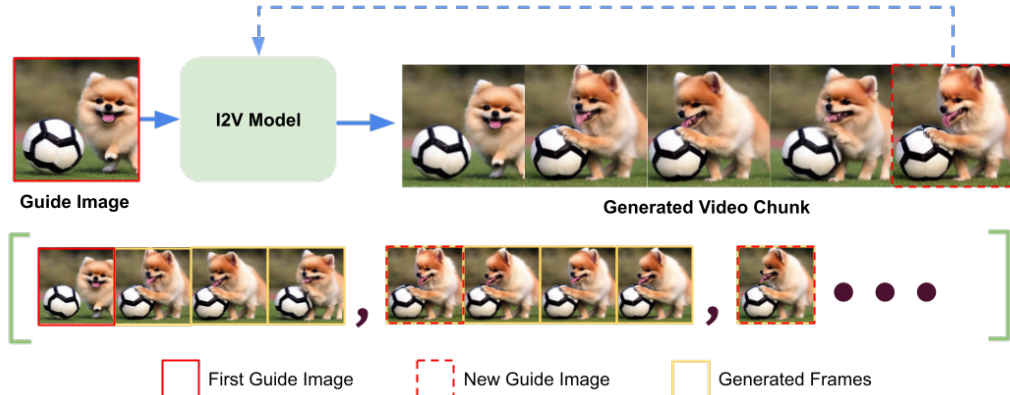 I2V Model
Guide Image
Generated Video Chunk
[ , , ]
First Guide Image
New Guide Image
Generated Frames